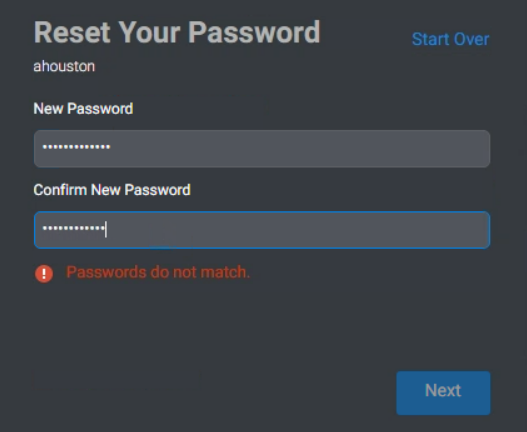 Reset Your Password
Start Over
ahouston
New Password
•••••••••••••
Confirm New Password
••••••••••••
Passwords do not match.
Next